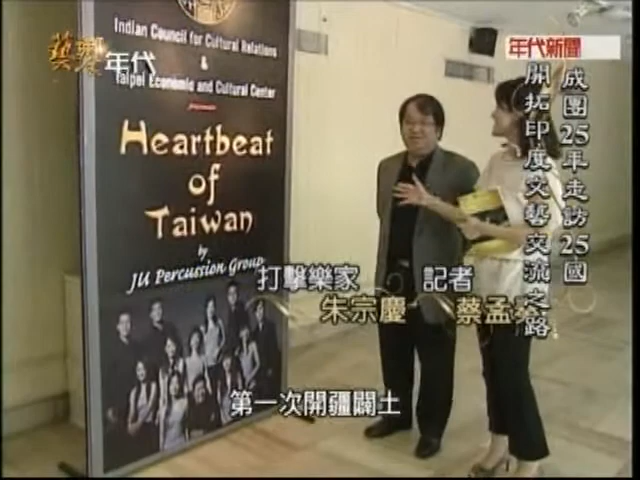 藝想年代
年代新聞
Indian Council for Cultural Relations
&
Taipei Economic and Cultural Center
presents
Heartbeat
of
Taiwan
by
JU Percussion Group
成團25年走訪25國
開拓印度文藝交流之路
打擊樂家
朱宗慶
記者
蔡孟
第一次開疆闢土